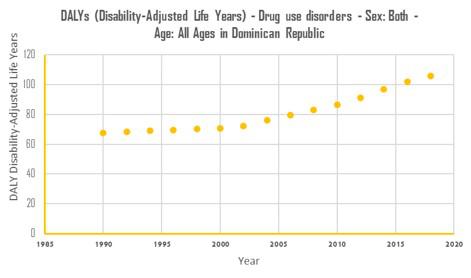 DALYs (Disability-Adjusted Life Years) - Drug use disorders - Sex: Both -
Age: All Ages in Dominican Republic
DALY Disability-Adjusted Life Years
120
100
80
60
40
20
0
1985 1990 1995 2000 2005 2010 2015 2020
Year